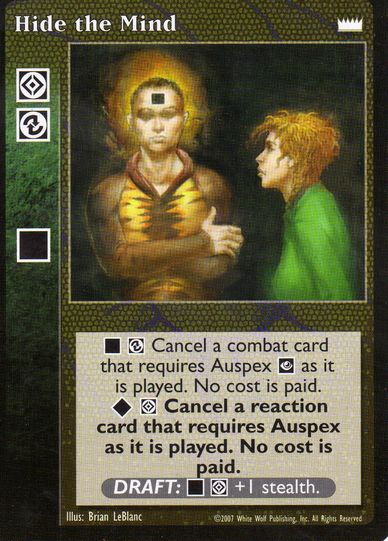 Hide the Mind
Cancel a combat card
that requires Auspex as it
is played. No cost is paid.
Cancel a reaction
card that requires Auspex
as it is played. No cost is
paid.
DRAFT: +1 stealth.
Illus: Brian LeBlanc
©2007 White Wolf Publishing, Inc. All Rights Reserved.